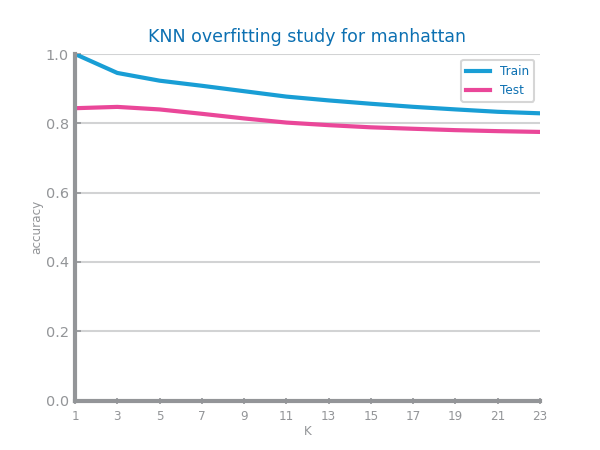 KNN overfitting study for manhattan
1.0
0.8
0.6
0.4
0.2
0.0
accuracy
Train
Test
1 3 5 7 9 11 13 15 17 19 21 23
K